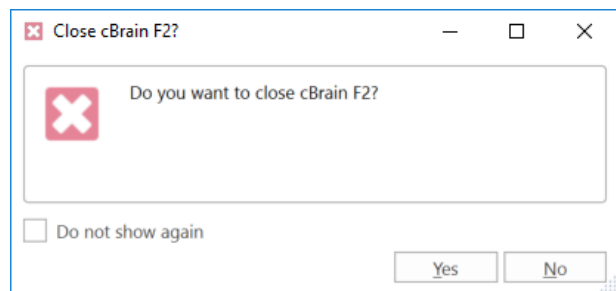 Close cBrain F2?
Do you want to close cBrain F2?
Do not show again
Yes No